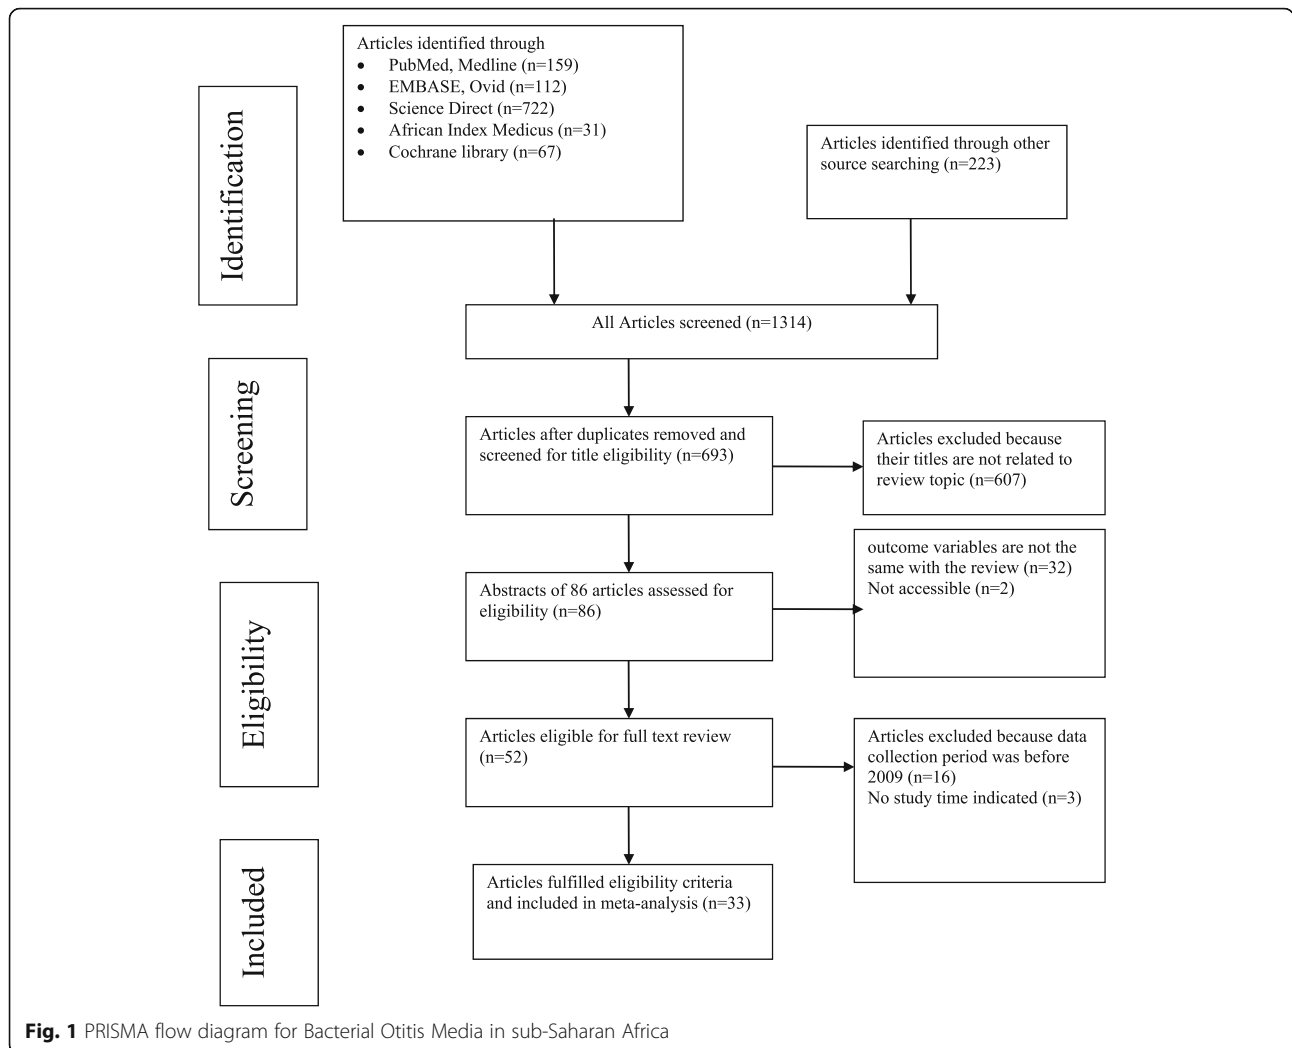 Identification
Articles identified through
• PubMed, Medline (n=159)
• EMBASE, Ovid (n=112)
• Science Direct (n=722)
• African Index Medicus (n=31)
• Cochrane library (n=67)
Articles identified through other
source searching (n=223)
All Articles screened (n=1314)
Screening
Articles after duplicates removed and
screened for title eligibility (n=693)
Articles excluded because
their titles are not related to
review topic (n=607)
Eligibility
Abstracts of 86 articles assessed for
eligibility (n=86)
outcome variables are not the
same with the review (n=32)
Not accessible (n=2)
Articles eligible for full text review
(n=52)
Articles excluded because data
collection period was before
2009 (n=16)
No study time indicated (n=3)
Included
Articles fulfilled eligibility criteria
and included in meta-analysis (n=33)
Fig. 1 PRISMA flow diagram for Bacterial Otitis Media in sub-Saharan Africa